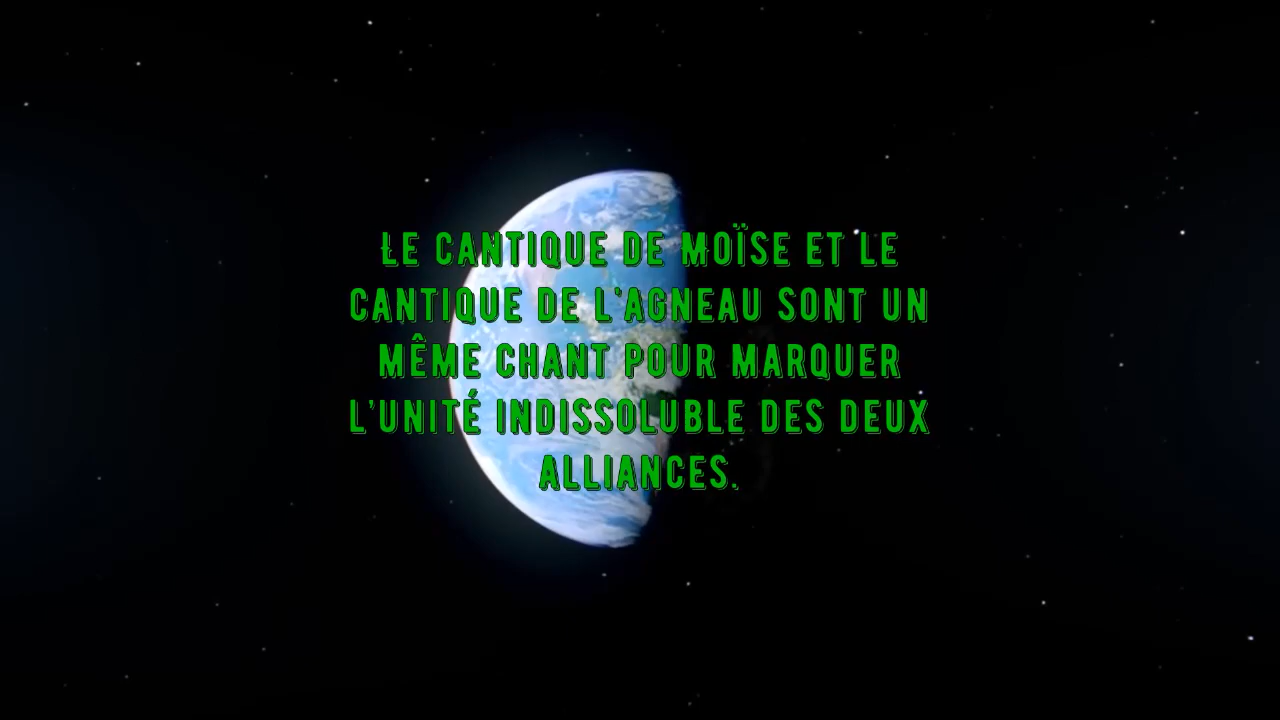 LE CANTIQUE DE MOÏSE ET LE
CANTIQUE DE L'AGNEAU SONT UN
MÊME CHANT POUR MARQUER
L'UNITÉ INDISSOLUBLE DES DEUX
ALLIANCES.